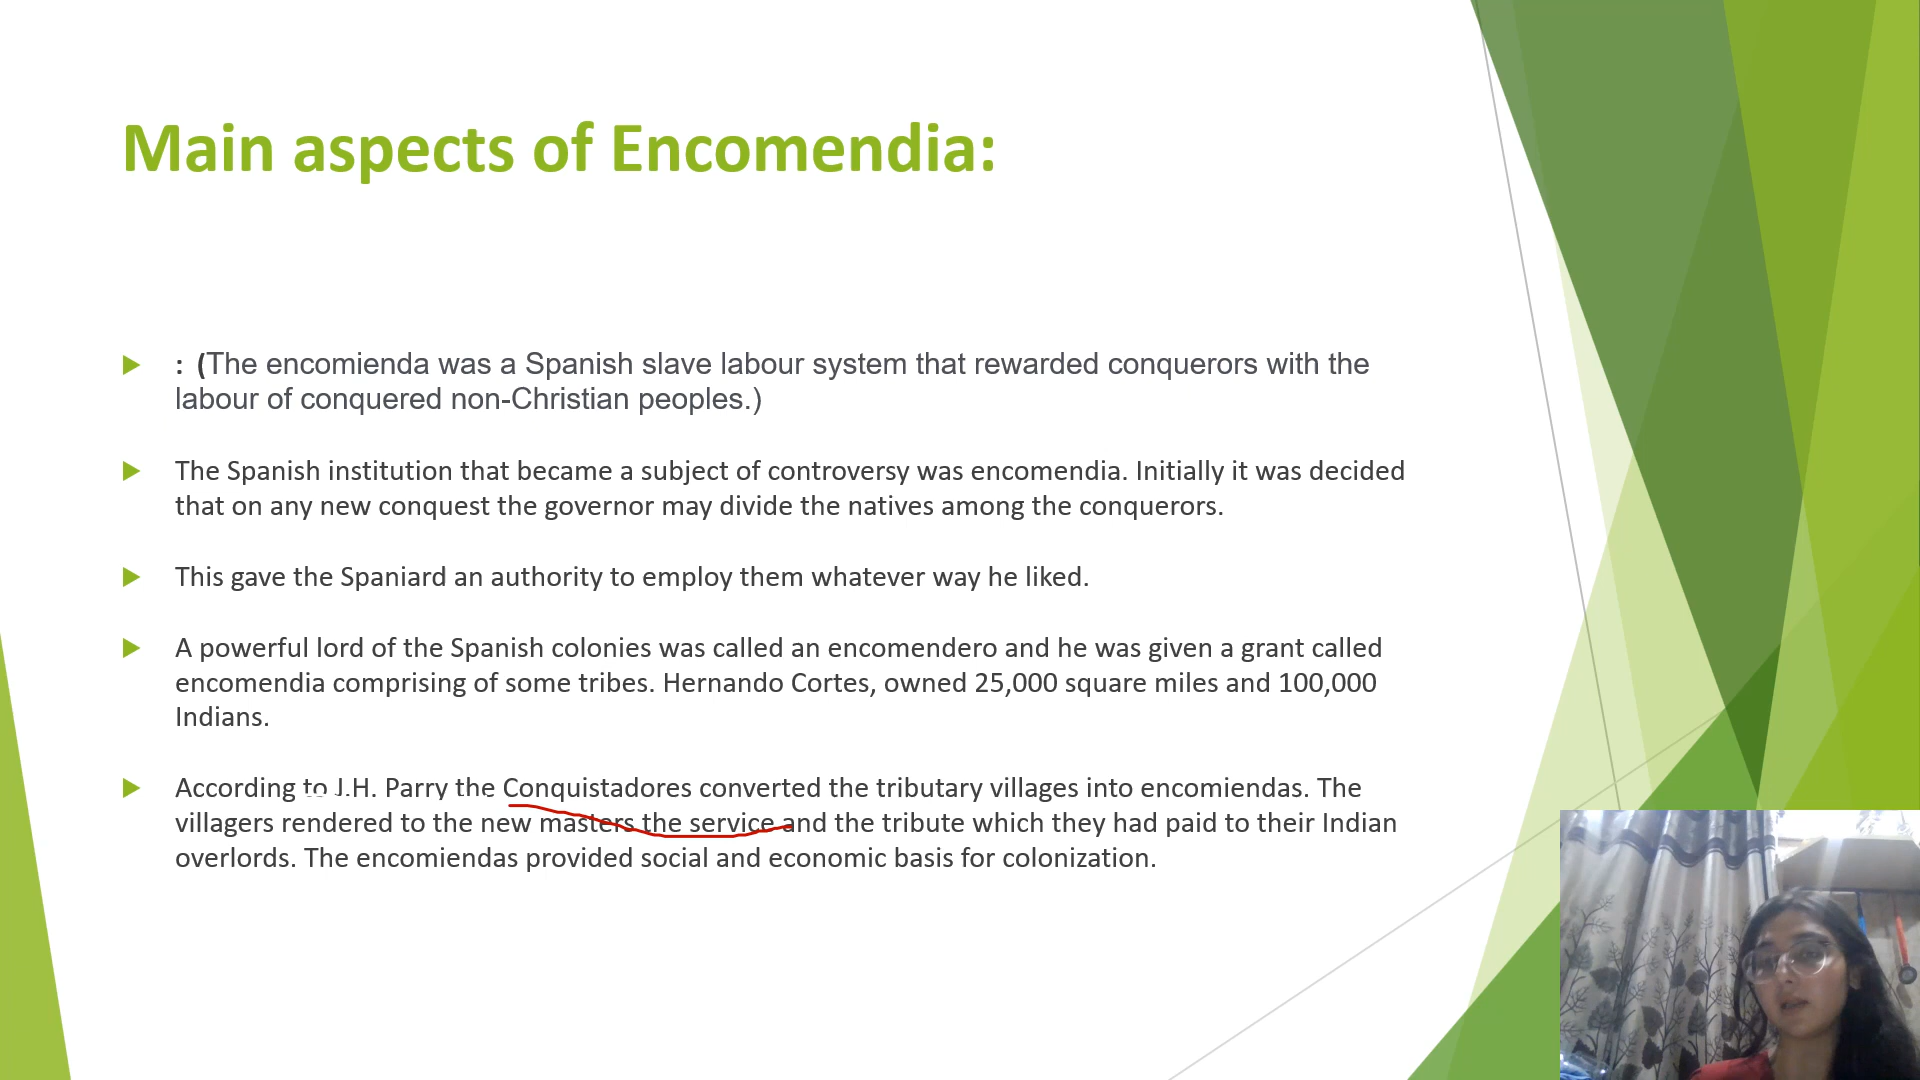 Main aspects of Encomendia:
: (The encomienda was a Spanish slave labour system that rewarded conquerors with the
labour of conquered non-Christian peoples.)
The Spanish institution that became a subject of controversy was encomendia. Initially it was decided
that on any new conquest the governor may divide the natives among the conquerors.
This gave the Spaniard an authority to employ them whatever way he liked.
A powerful lord of the Spanish colonies was called an encomendero and he was given a grant called
encomendia comprising of some tribes. Hernando Cortes, owned 25,000 square miles and 100,000
Indians.
According to J.H. Parry the Conquistadores converted the tributary villages into encomiendas. The
villagers rendered to the new masters the service and the tribute which they had paid to their Indian
overlords. The encomiendas provided social and economic basis for colonization.